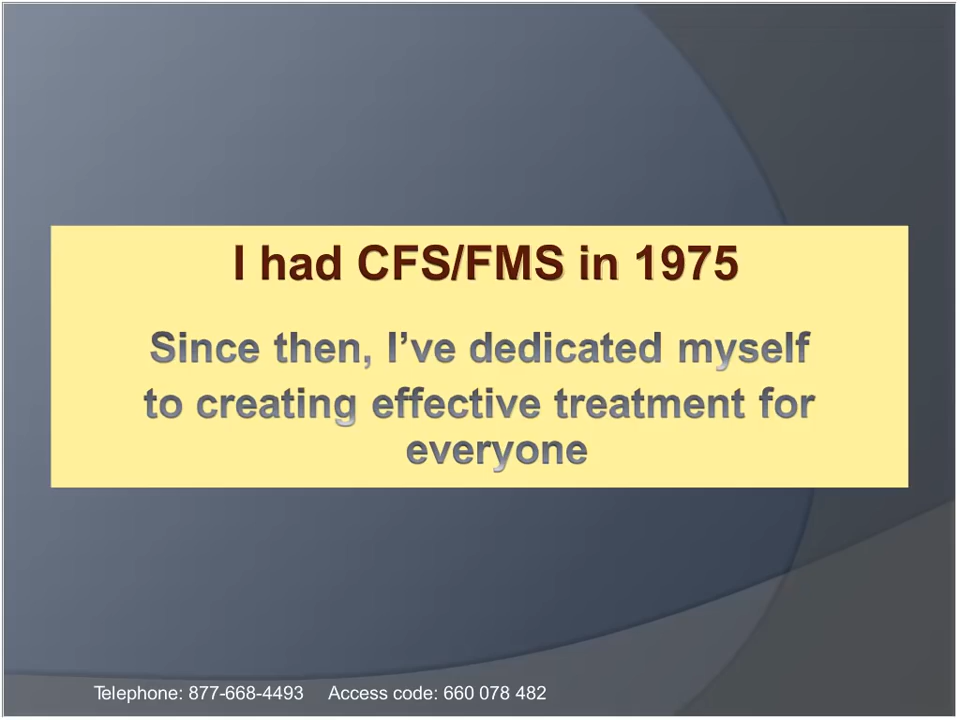 I had CFS/FMS in 1975
Since then, I’ve dedicated myself
to creating effective treatment for
everyone
Telephone: 877-668-4493 Access code: 660 078 482